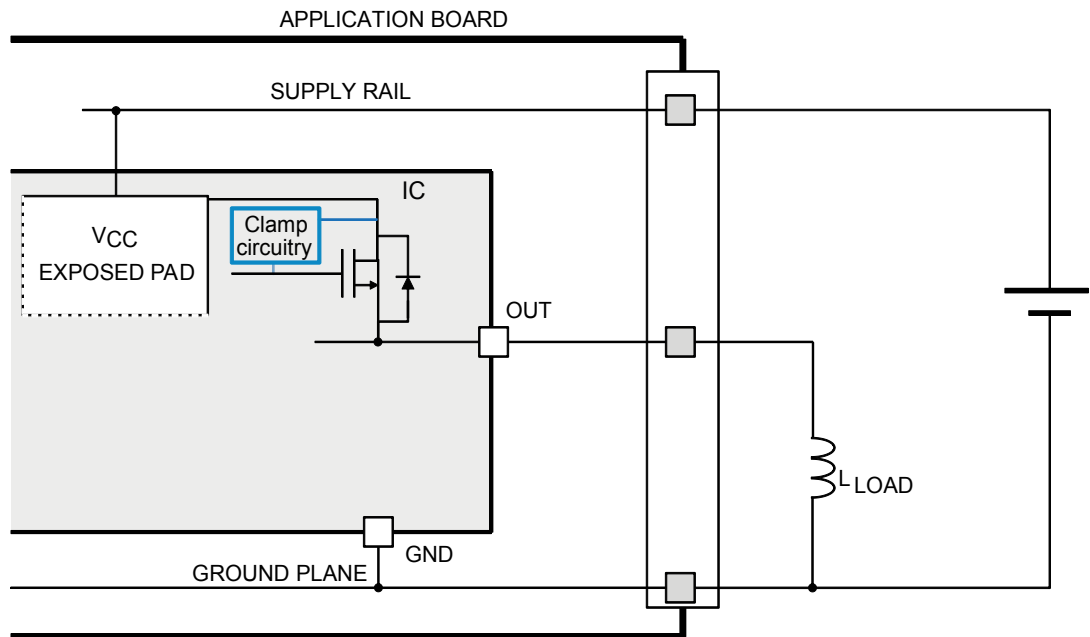 APPLICATION BOARD
SUPPLY RAIL
IC
Clamp
circuitry
VCC
EXPOSED PAD
OUT
LLOAD
GND
GROUND PLANE